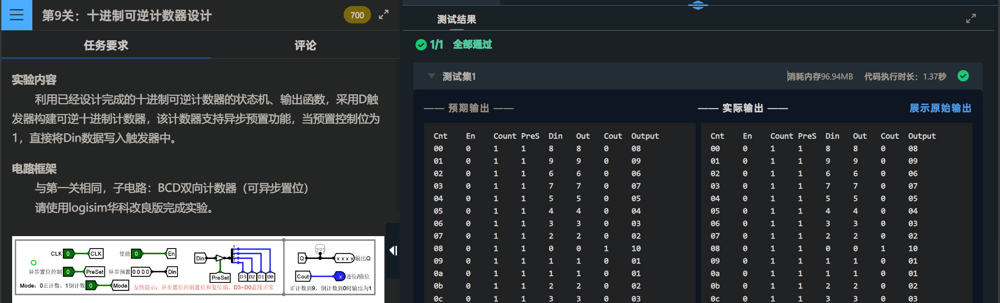 第9关：十进制可逆计数器设计
700
任务要求
评论
实验内容
利用已经设计完成的十进制可逆计数器的状态机、输出函数，采用D触
发器构建可逆十进制计数器，该计数器支持异步预置功能，当预置控制位为
1，直接将Din数据写入触发器中。
电路框架
与第一关相同，子电路：BCD双向计数器（可异步置位）
请使用logisim华科改良版完成实验。
CLK 0 CLK
使能 0 En
异步置位控制 0 PreSet
异步预置 0 0 0 0 Din
Mode：0正计数，1倒计数 0 Mode
Din
0
1
2
3
PreSet
D3 D2 D1 D0
友情提示：异步置位控制置位和复位端，D3~D0蓝线正常
???
Q x x x x 输出Q
Cout x 进位/借位
正计数到9，倒计数到0时输出为1
测试结果
1/1 全部通过
测试集1
消耗内存96.94MB 代码执行时长：1.37秒
—— 预期输出 ——
Cnt En Count PreS Din Out Cout Output
00 0 1 1 8 8 0 08
01 0 1 1 9 9 0 09
02 0 1 1 6 6 0 06
03 0 1 1 7 7 0 07
04 0 1 1 5 5 0 05
05 0 1 1 4 4 0 04
06 0 1 1 3 3 0 03
07 0 1 1 2 2 0 02
08 0 1 1 0 0 1 10
09 0 1 1 1 1 0 01
0a 0 1 1 1 1 0 01
0b 0 1 1 2 2 0 02
0c 0 1 1 3 3 0 03
—— 实际输出 ——
展示原始输出
Cnt En Count PreS Din Out Cout Output
00 0 1 1 8 8 0 08
01 0 1 1 9 9 0 09
02 0 1 1 6 6 0 06
03 0 1 1 7 7 0 07
04 0 1 1 5 5 0 05
05 0 1 1 4 4 0 04
06 0 1 1 3 3 0 03
07 0 1 1 2 2 0 02
08 0 1 1 0 0 1 10
09 0 1 1 1 1 0 01
0a 0 1 1 1 1 0 01
0b 0 1 1 2 2 0 02
0c 0 1 1 3 3 0 03